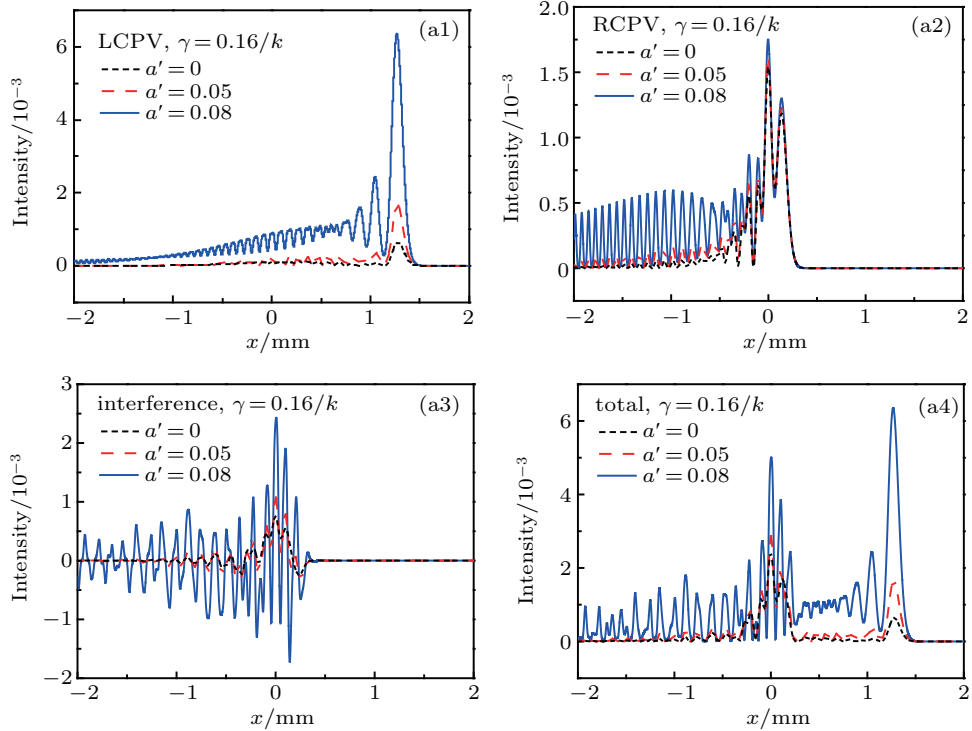 (a1)
LCPV, γ = 0.16/k
a′ = 0
a′ = 0.05
a′ = 0.08
Intensity/10⁻³
6
4
2
0
−2 −1 0 1 2
x/mm
(a2)
RCPV, γ = 0.16/k
a′ = 0
a′ = 0.05
a′ = 0.08
Intensity/10⁻³
2.0
1.5
1.0
0.5
0
−2 −1 0 1 2
x/mm
(a3)
interference, γ = 0.16/k
a′ = 0
a′ = 0.05
a′ = 0.08
Intensity/10⁻³
3
2
1
0
−1
−2
−2 −1 0 1 2
x/mm
(a4)
total, γ = 0.16/k
a′ = 0
a′ = 0.05
a′ = 0.08
Intensity/10⁻³
6
4
2
0
−2 −1 0 1 2
x/mm